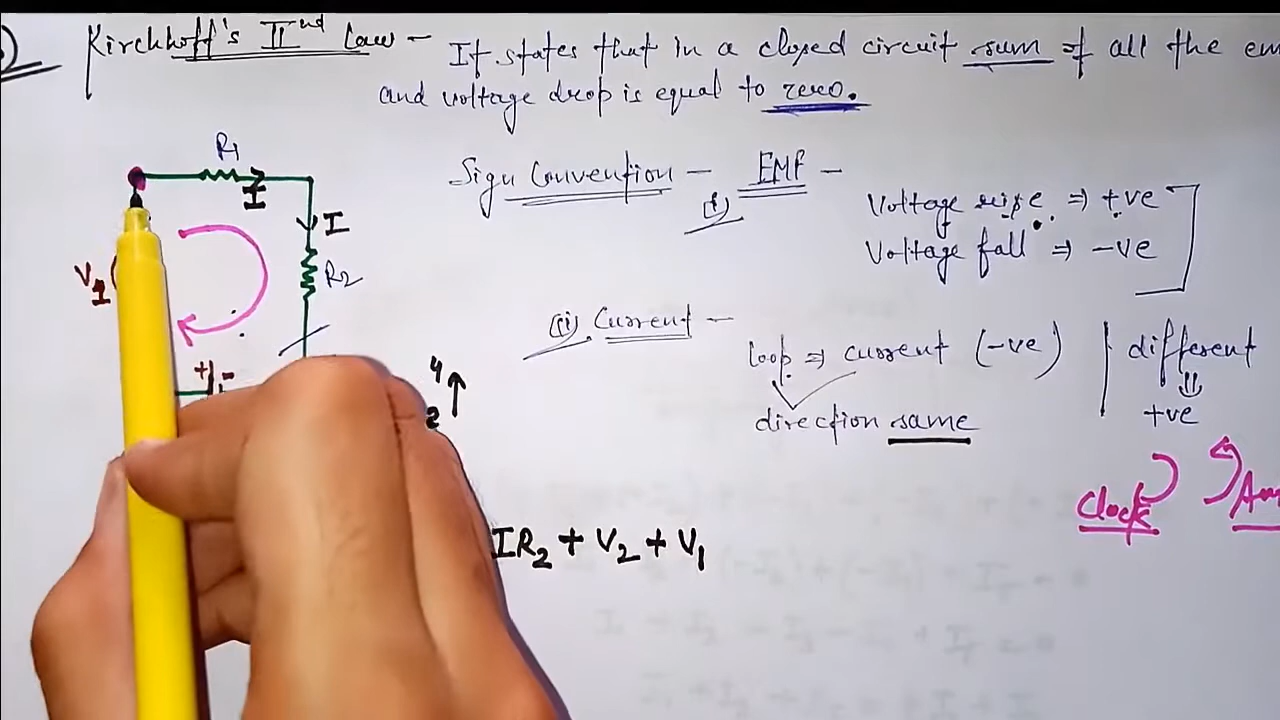 Kirchhoff's IInd Law - It states that in a closed circuit sum of all the em
and voltage drop is equal to zero.
Sign Convention - EMF -
(i)
Voltage rise ⇒ +ve
Voltage fall ⇒ -ve
R1
I
I
R2
V1
+ -
(ii) Current -
loop ⇒ current (-ve) | different
direction same
+ve
Clock
IR2 + V2 + V1